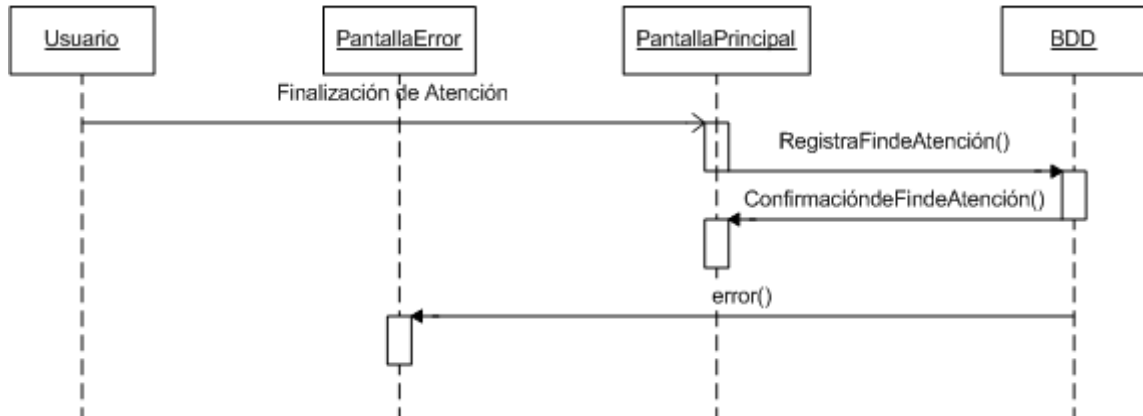 Usuario
PantallaError
PantallaPrincipal
BDD
Finalización de Atención
RegistraFindeAtención()
ConfirmacióndeFindeAtención()
error()